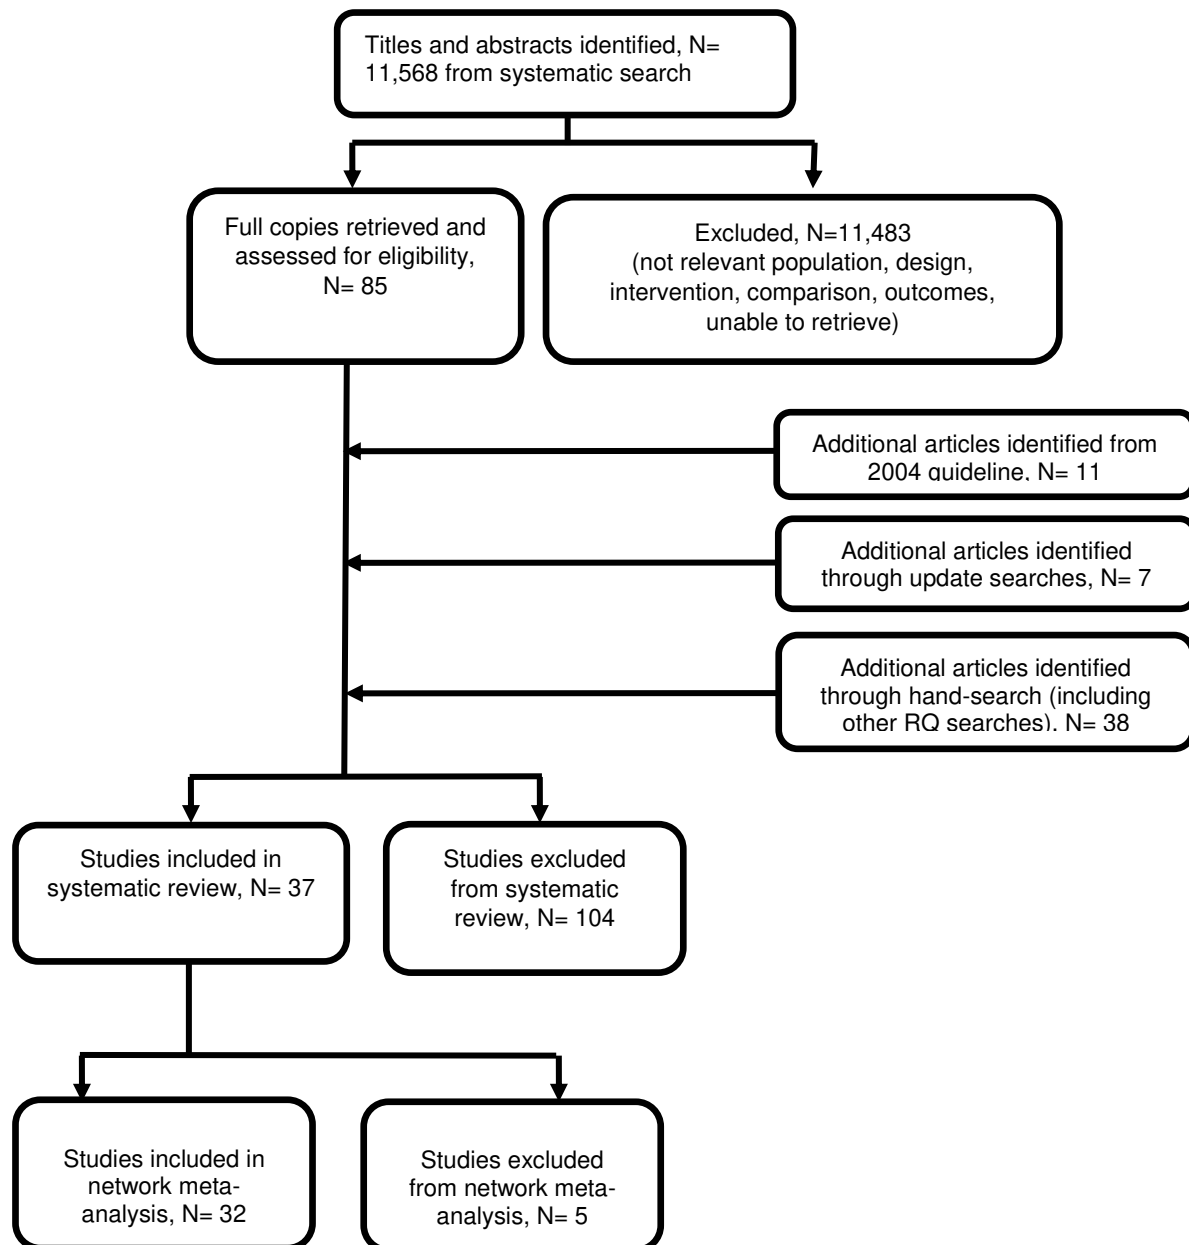 Titles and abstracts identified, N=
11,568 from systematic search
Full copies retrieved and
assessed for eligibility,
N= 85
Excluded, N=11,483
(not relevant population, design,
intervention, comparison, outcomes,
unable to retrieve)
Additional articles identified from
2004 guideline, N= 11
Additional articles identified
through update searches, N= 7
Additional articles identified
through hand-search (including
other RQ searches). N= 38
Studies included in
systematic review, N= 37
Studies excluded
from systematic
review, N= 104
Studies included in
network meta-
analysis, N= 32
Studies excluded
from network meta-
analysis, N= 5